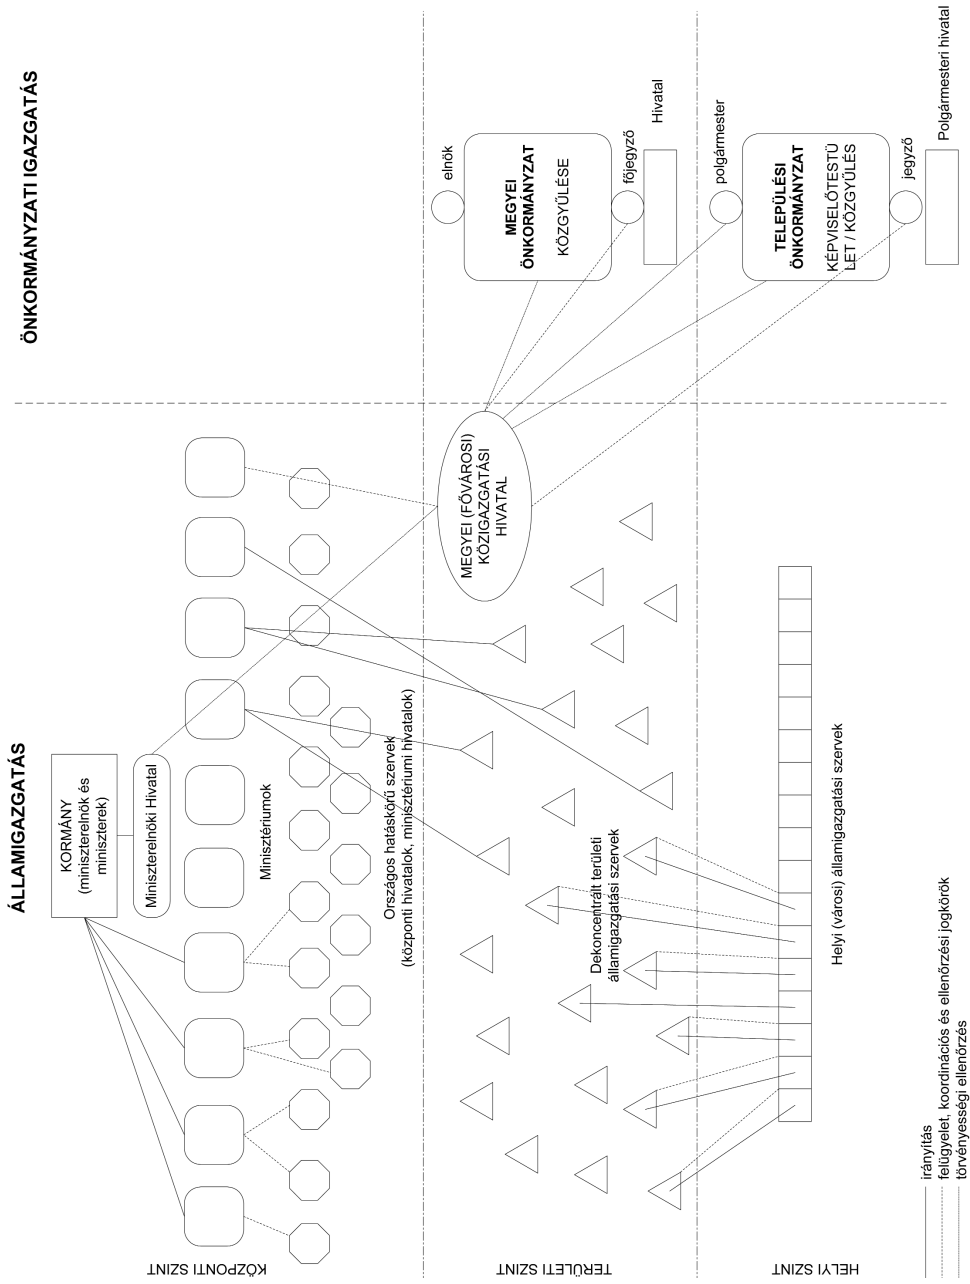 ÁLLAMIGAZGATÁS
ÖNKORMÁNYZATI IGAZGATÁS
KÖZPONTI SZINT
KORMÁNY
(miniszterelnök és
miniszterek)
Miniszterelnöki Hivatal
Minisztériumok
Országos hatáskörű szervek
(központi hivatalok, minisztériumi hivatalok)
TERÜLETI SZINT
Dekoncentrált területi
államigazgatási szervek
MEGYEI (FŐVÁROSI)
KÖZIGAZGATÁSI
HIVATAL
elnök
MEGYEI
ÖNKORMÁNYZAT
KÖZGYŰLÉSE
főjegyző
Hivatal
HELYI SZINT
Helyi (városi) államigazgatási szervek
polgármester
TELEPÜLÉSI
ÖNKORMÁNYZAT
KÉPVISELŐTESTÜ
LET / KÖZGYŰLÉS
jegyző
Polgármesteri hivatal
irányítás
felügyelet, koordinációs és ellenőrzési jogkörök
törvényességi ellenőrzés